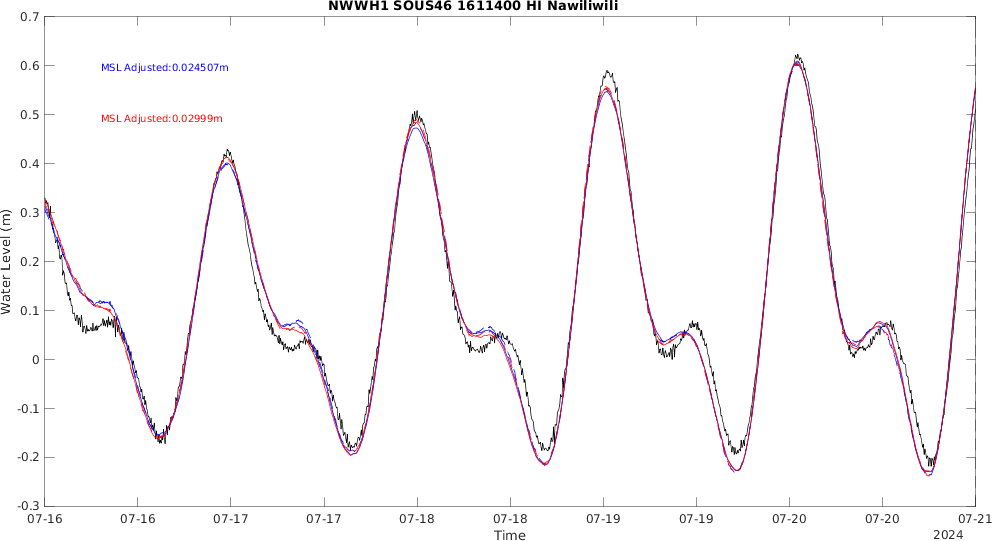 NWWH1 SOUS46 1611400 HI Nawiliwili
0.7
0.6
MSL Adjusted:0.024507m
0.5
MSL Adjusted:0.02999m
0.4
0.3
Water Level (m)
0.2
0.1
0
-0.1
-0.2
-0.3
07-16 07-16 07-17 07-17 07-18 07-18 07-19 07-19 07-20 07-20 07-21
Time
2024